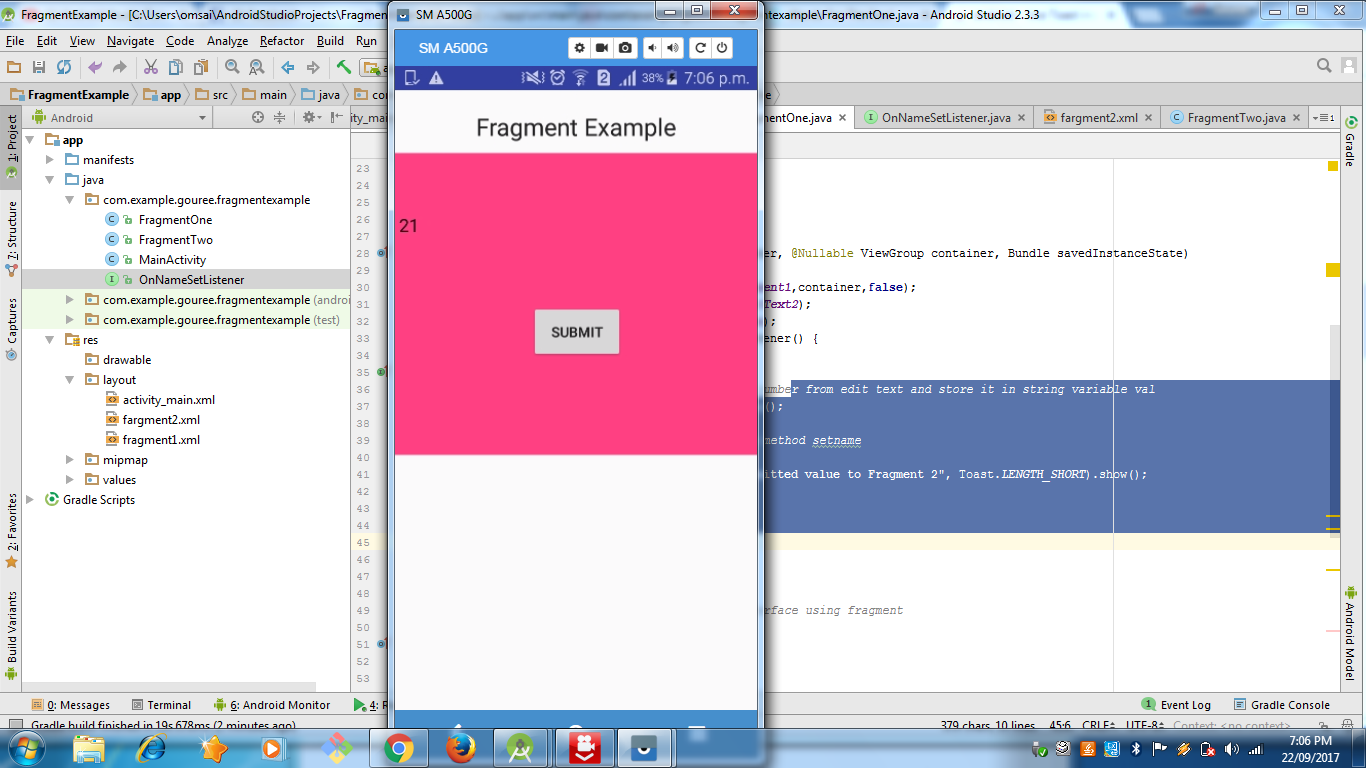 FragmentExample - [C:\Users\omsai\AndroidStudioProjects\Fragmen
SM A500G
ntexample\FragmentOne.java - Android Studio 2.3.3
File Edit View Navigate Code Analyze Refactor Build Run
SM A500G
38% 7:06 p.m.
FragmentExample app src main java co
Android
ity_mai
entOne.java OnNameSetListener.java fargment2.xml FragmentTwo.java
1: Project
7: Structure
Captures
2: Favorites
Build Variants
app
manifests
java
com.example.gouree.fragmentexample
FragmentOne
FragmentTwo
MainActivity
OnNameSetListener
com.example.gouree.fragmentexample (androi
com.example.gouree.fragmentexample (test)
res
drawable
layout
activity_main.xml
fargment2.xml
fragment1.xml
mipmap
values
Gradle Scripts
23
24
25
26
27
28
29
30
31
32
33
34
35
36
37
38
39
40
41
42
43
44
45
46
47
48
49
50
51
52
53
Fragment Example
21
SUBMIT
er, @Nullable ViewGroup container, Bundle savedInstanceState)
ent1,container,false);
Text2);
);
ener() {
umber from edit text and store it in string variable val
();
method setname
itted value to Fragment 2", Toast.LENGTH_SHORT).show();
rface using fragment
Gradle
Android Model
0: Messages Terminal 6: Android Monitor 4: R
Event Log Gradle Console
Gradle build finished in 19s 678ms (2 minutes ago)
379 chars, 10 lines 45:6 CRLF UTF-8 Context: <no context>
7:06 PM
22/09/2017